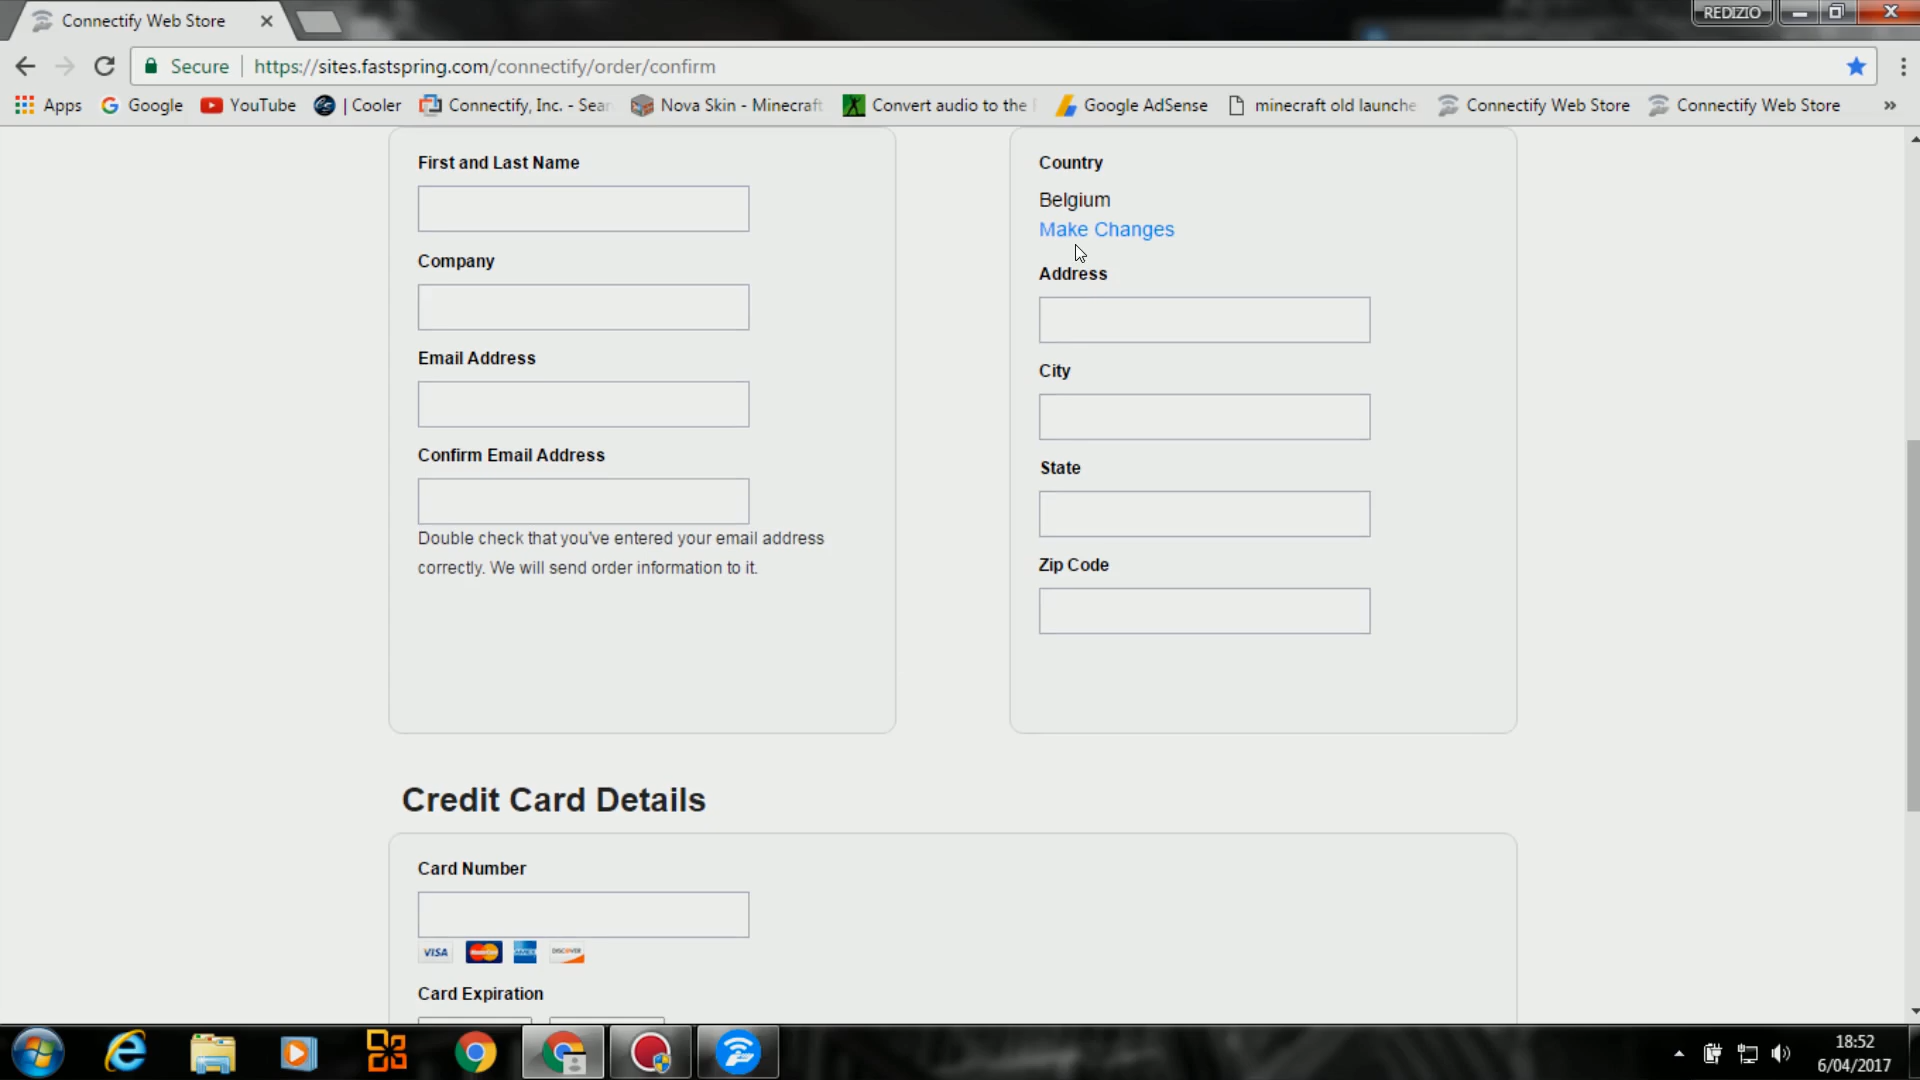 Connectify Web Store
REDIZIO
Secure
https://sites.fastspring.com/connectify/order/confirm
Apps
Google
YouTube
| Cooler
Connectify, Inc. - Sear
Nova Skin - Minecraft
Convert audio to the
Google AdSense
minecraft old launche
Connectify Web Store
Connectify Web Store
»
First and Last Name
Company
Email Address
Confirm Email Address
Double check that you've entered your email address
correctly. We will send order information to it.
Country
Belgium
Make Changes
Address
City
State
Zip Code
Credit Card Details
Card Number
VISA
DISCOVER
Card Expiration
18:52
6/04/2017